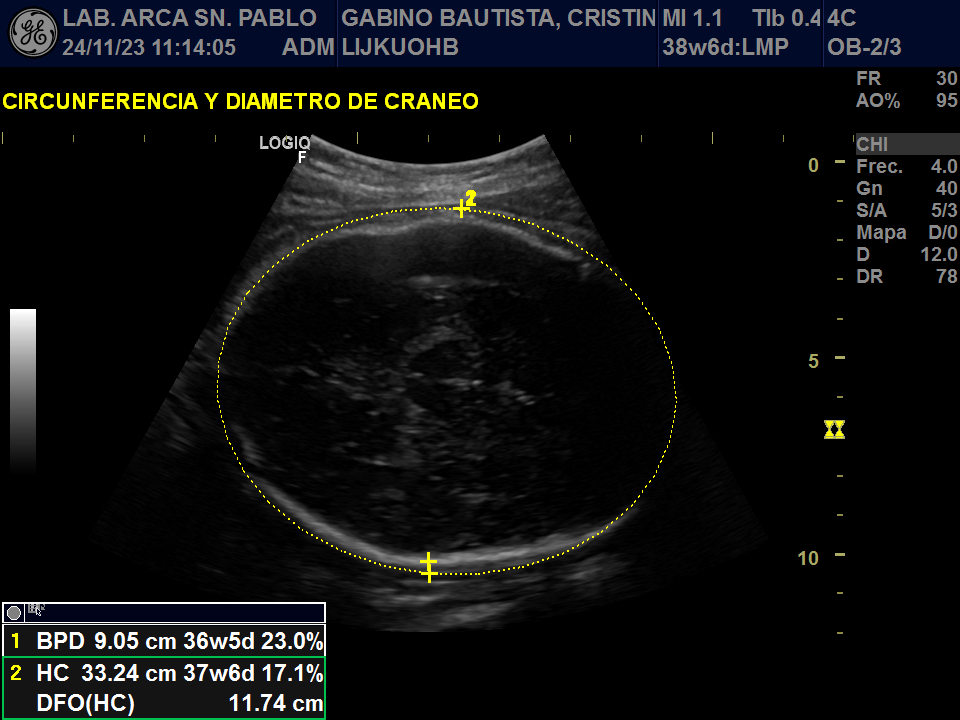 LAB. ARCA SN. PABLO
GABINO BAUTISTA, CRISTIN
MI 1.1
TIb 0.4
4C
24/11/23 11:14:05
ADM
LIJKUOHB
38w6d:LMP
OB-2/3
CIRCUNFERENCIA Y DIAMETRO DE CRANEO
FR 30
AO% 95
LOGIQ
F
CHI
Frec. 4.0
Gn 40
S/A 5/3
Mapa D/0
D 12.0
DR 78
0
5
10
2
1 BPD 9.05 cm 36w5d 23.0%
2 HC 33.24 cm 37w6d 17.1%
DFO(HC) 11.74 cm